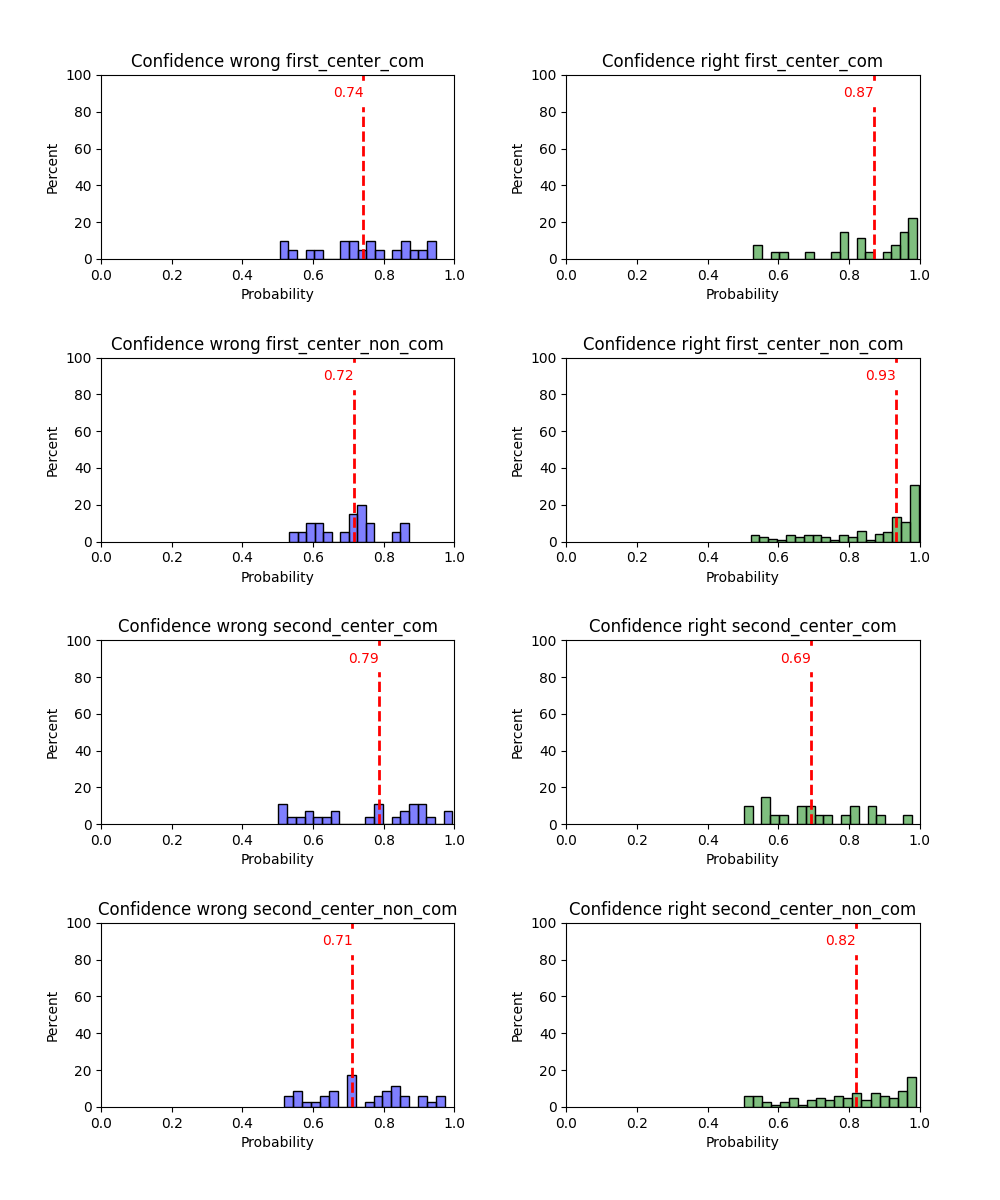 Confidence wrong first_center_com
100
80
60
40
20
0
Percent
0.74
0.0 0.2 0.4 0.6 0.8 1.0
Probability
Confidence right first_center_com
100
80
60
40
20
0
Percent
0.87
0.0 0.2 0.4 0.6 0.8 1.0
Probability
Confidence wrong first_center_non_com
100
80
60
40
20
0
Percent
0.72
0.0 0.2 0.4 0.6 0.8 1.0
Probability
Confidence right first_center_non_com
100
80
60
40
20
0
Percent
0.93
0.0 0.2 0.4 0.6 0.8 1.0
Probability
Confidence wrong second_center_com
100
80
60
40
20
0
Percent
0.79
0.0 0.2 0.4 0.6 0.8 1.0
Probability
Confidence right second_center_com
100
80
60
40
20
0
Percent
0.69
0.0 0.2 0.4 0.6 0.8 1.0
Probability
Confidence wrong second_center_non_com
100
80
60
40
20
0
Percent
0.71
0.0 0.2 0.4 0.6 0.8 1.0
Probability
Confidence right second_center_non_com
100
80
60
40
20
0
Percent
0.82
0.0 0.2 0.4 0.6 0.8 1.0
Probability